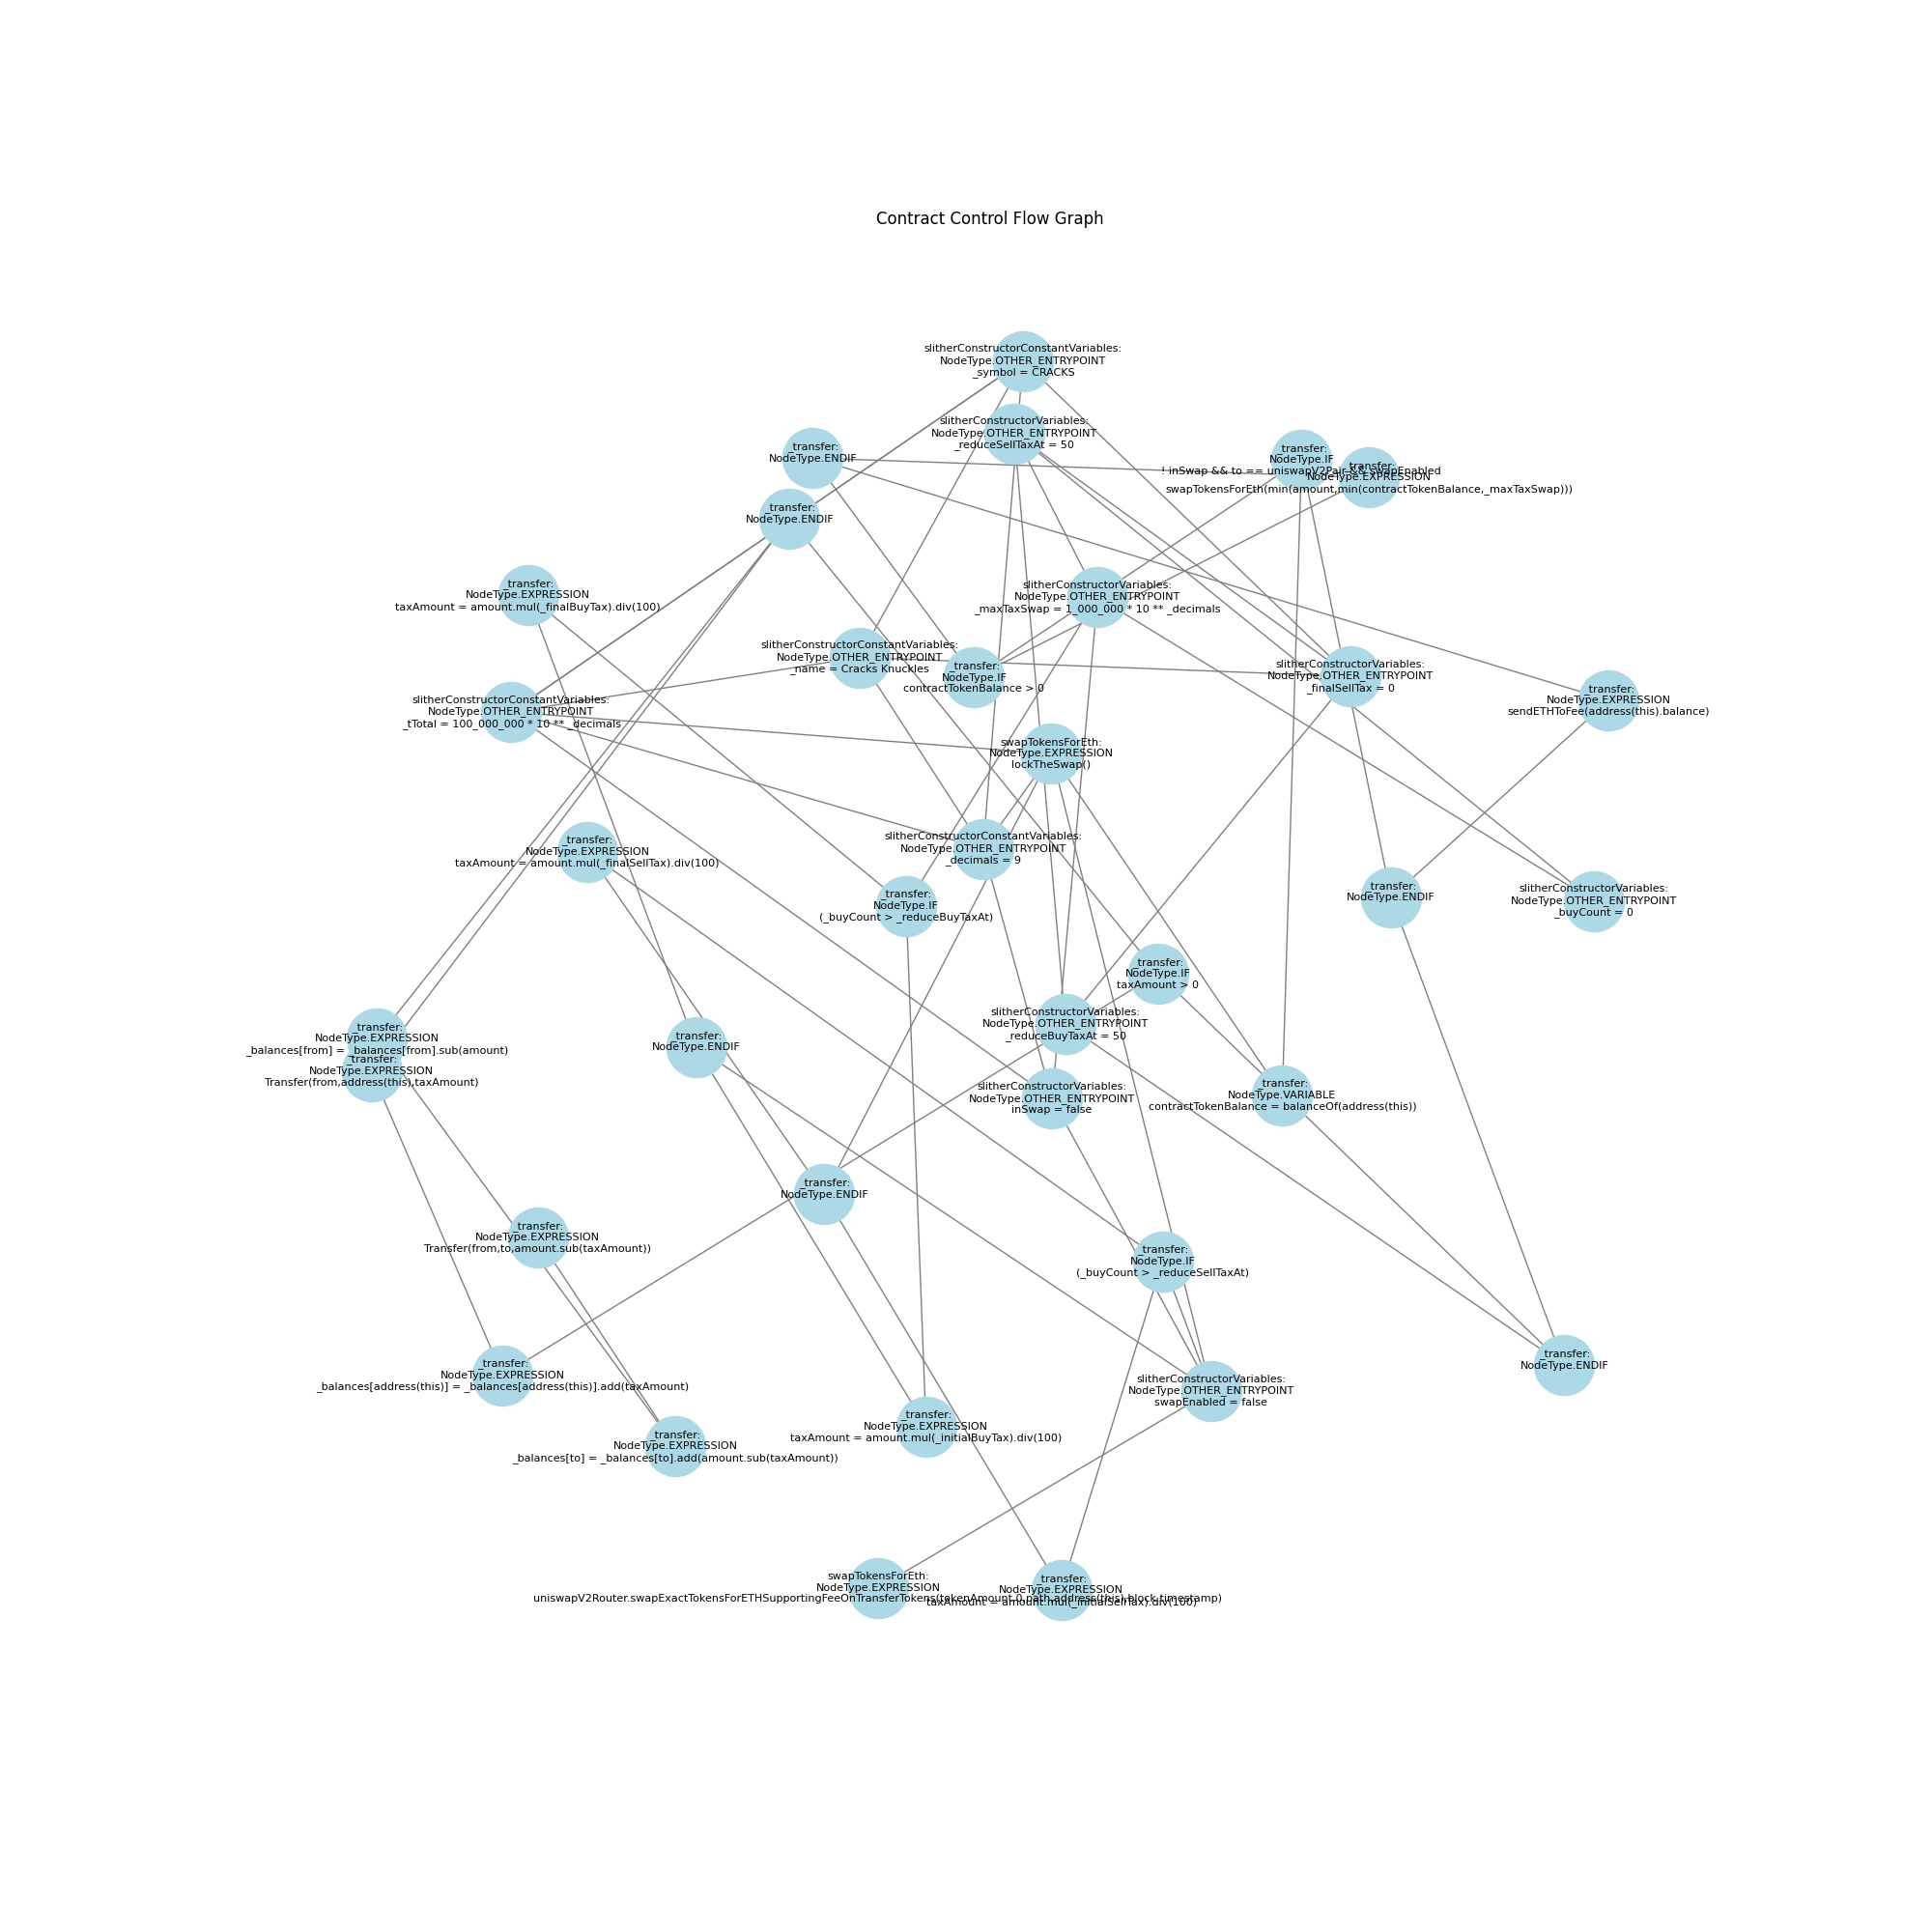 Contract Control Flow Graph
slitherConstructorConstantVariables:
NodeType.OTHER_ENTRYPOINT
_symbol = CRACKS
slitherConstructorVariables:
NodeType.OTHER_ENTRYPOINT
_reduceSellTaxAt = 50
_transfer:
NodeType.ENDIF
_transfer:
NodeType.IF
! inSwap && to == uniswapV2Pair && swapEnabled
_transfer:
NodeType.EXPRESSION
swapTokensForEth(min(amount,min(contractTokenBalance,_maxTaxSwap)))
_transfer:
NodeType.ENDIF
_transfer:
NodeType.EXPRESSION
taxAmount = amount.mul(_finalBuyTax).div(100)
slitherConstructorVariables:
NodeType.OTHER_ENTRYPOINT
_maxTaxSwap = 1_000_000 * 10 ** _decimals
slitherConstructorConstantVariables:
NodeType.OTHER_ENTRYPOINT
_name = Cracks Knuckles
_transfer:
NodeType.IF
contractTokenBalance > 0
slitherConstructorVariables:
NodeType.OTHER_ENTRYPOINT
_finalSellTax = 0
_transfer:
NodeType.EXPRESSION
sendETHToFee(address(this).balance)
slitherConstructorConstantVariables:
NodeType.OTHER_ENTRYPOINT
_tTotal = 100_000_000 * 10 ** _decimals
swapTokensForEth:
NodeType.EXPRESSION
lockTheSwap()
_transfer:
NodeType.EXPRESSION
taxAmount = amount.mul(_finalSellTax).div(100)
slitherConstructorConstantVariables:
NodeType.OTHER_ENTRYPOINT
_decimals = 9
_transfer:
NodeType.IF
(_buyCount > _reduceBuyTaxAt)
_transfer:
NodeType.ENDIF
slitherConstructorVariables:
NodeType.OTHER_ENTRYPOINT
_buyCount = 0
_transfer:
NodeType.IF
taxAmount > 0
slitherConstructorVariables:
NodeType.OTHER_ENTRYPOINT
_reduceBuyTaxAt = 50
_transfer:
NodeType.EXPRESSION
_balances[from] = _balances[from].sub(amount)
_transfer:
NodeType.EXPRESSION
Transfer(from,address(this),taxAmount)
_transfer:
NodeType.ENDIF
slitherConstructorVariables:
NodeType.OTHER_ENTRYPOINT
inSwap = false
_transfer:
NodeType.VARIABLE
contractTokenBalance = balanceOf(address(this))
_transfer:
NodeType.ENDIF
_transfer:
NodeType.EXPRESSION
Transfer(from,to,amount.sub(taxAmount))
_transfer:
NodeType.IF
(_buyCount > _reduceSellTaxAt)
_transfer:
NodeType.ENDIF
_transfer:
NodeType.EXPRESSION
_balances[address(this)] = _balances[address(this)].add(taxAmount)
slitherConstructorVariables:
NodeType.OTHER_ENTRYPOINT
swapEnabled = false
_transfer:
NodeType.EXPRESSION
taxAmount = amount.mul(_initialBuyTax).div(100)
_transfer:
NodeType.EXPRESSION
_balances[to] = _balances[to].add(amount.sub(taxAmount))
swapTokensForEth:
NodeType.EXPRESSION
uniswapV2Router.swapExactTokensForETHSupportingFeeOnTransferTokens(tokenAmount,0,path,address(this),block.timestamp)
_transfer:
NodeType.EXPRESSION
taxAmount = amount.mul(_initialSellTax).div(100)